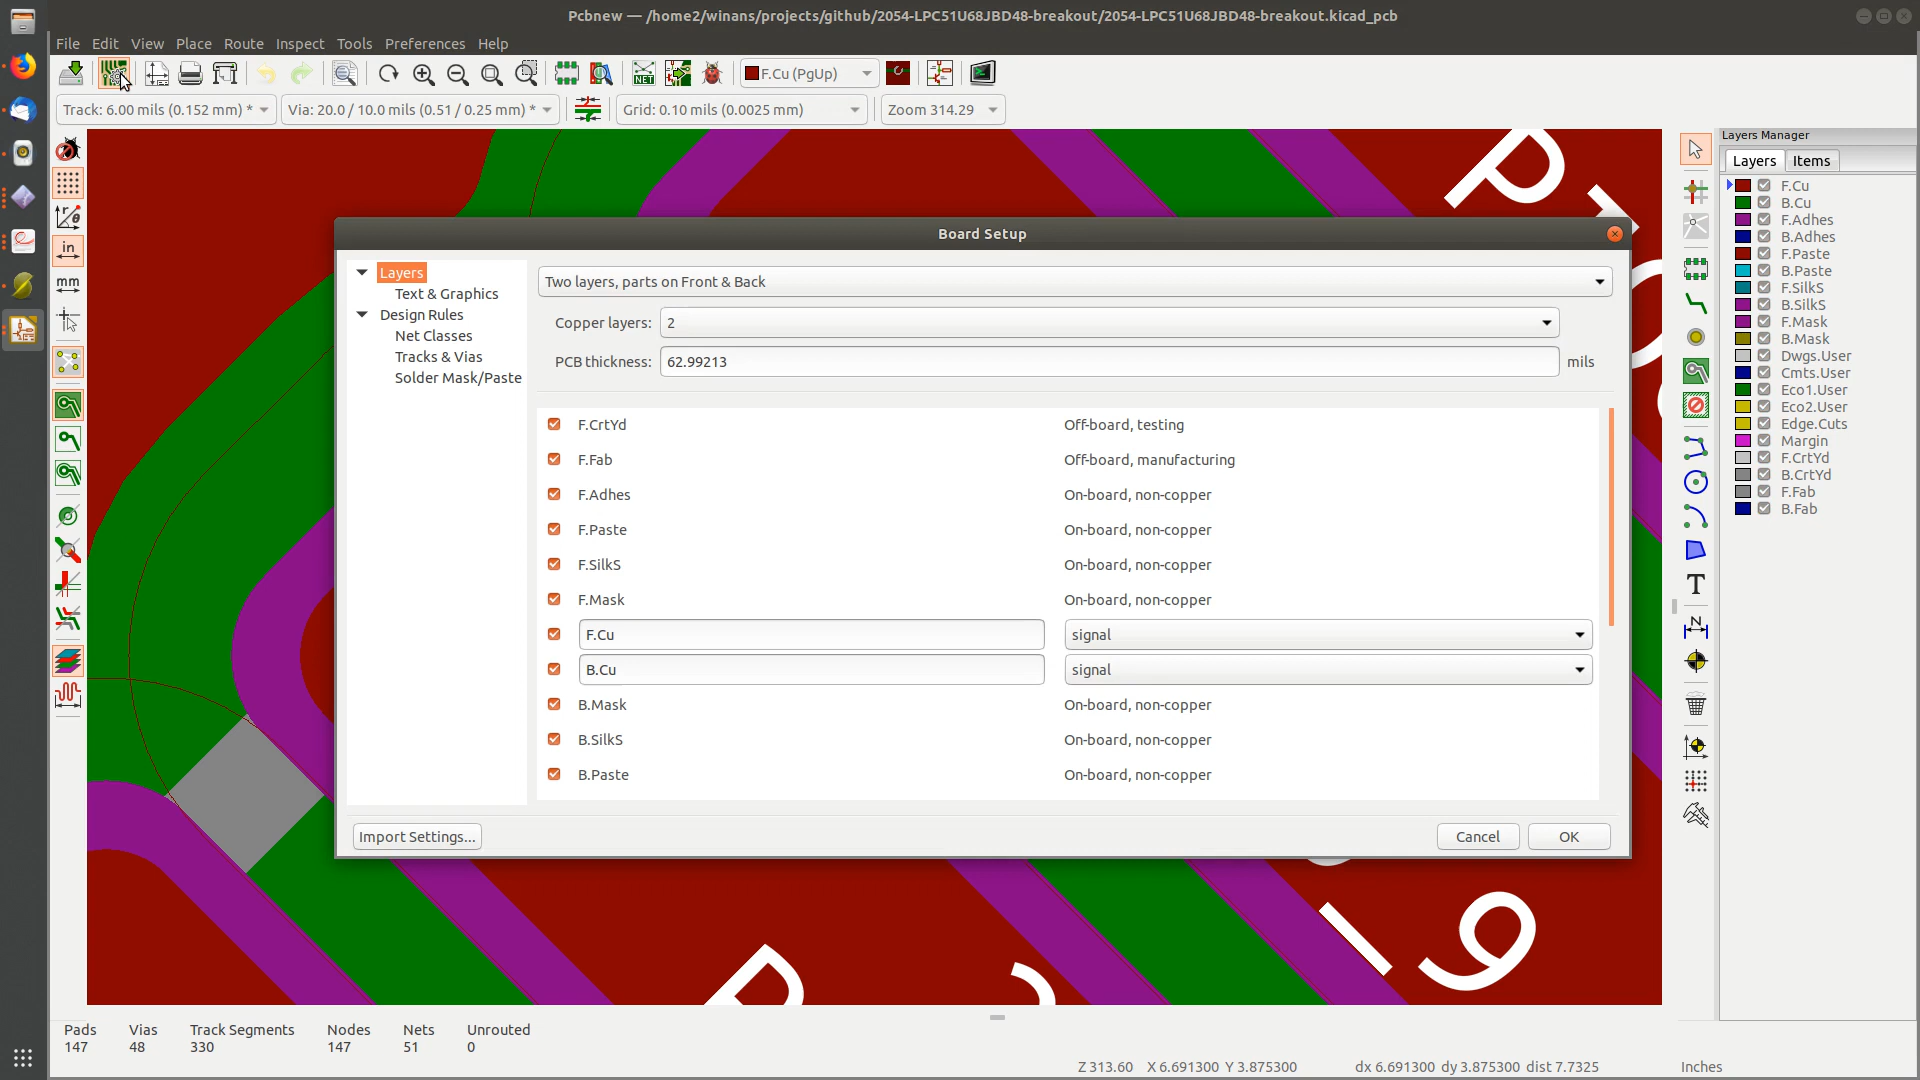 Pcbnew — /home2/winans/projects/github/2054-LPC51U68JBD48-breakout/2054-LPC51U68JBD48-breakout.kicad_pcb
File Edit View Place Route Inspect Tools Preferences Help
NET
F.Cu (PgUp)
Track: 6.00 mils (0.152 mm) * Via: 20.0 / 10.0 mils (0.51 / 0.25 mm) * Grid: 0.10 mils (0.0025 mm) Zoom 314.29
in
mm
Layers Manager
Layers Items
F.Cu
B.Cu
F.Adhes
B.Adhes
F.Paste
B.Paste
F.SilkS
B.SilkS
F.Mask
B.Mask
Dwgs.User
Cmts.User
Eco1.User
Eco2.User
Edge.Cuts
Margin
F.CrtYd
B.CrtYd
F.Fab
B.Fab
T
N
Board Setup
Layers
Text & Graphics
Design Rules
Net Classes
Tracks & Vias
Solder Mask/Paste
Two layers, parts on Front & Back
Copper layers: 2
PCB thickness: 62.99213 mils
F.CrtYd Off-board, testing
F.Fab Off-board, manufacturing
F.Adhes On-board, non-copper
F.Paste On-board, non-copper
F.SilkS On-board, non-copper
F.Mask On-board, non-copper
F.Cu signal
B.Cu signal
B.Mask On-board, non-copper
B.SilkS On-board, non-copper
B.Paste On-board, non-copper
Import Settings... Cancel OK
Pads Vias Track Segments Nodes Nets Unrouted
147 48 330 147 51 0
Z 313.60 X 6.691300 Y 3.875300 dx 6.691300 dy 3.875300 dist 7.7325 Inches